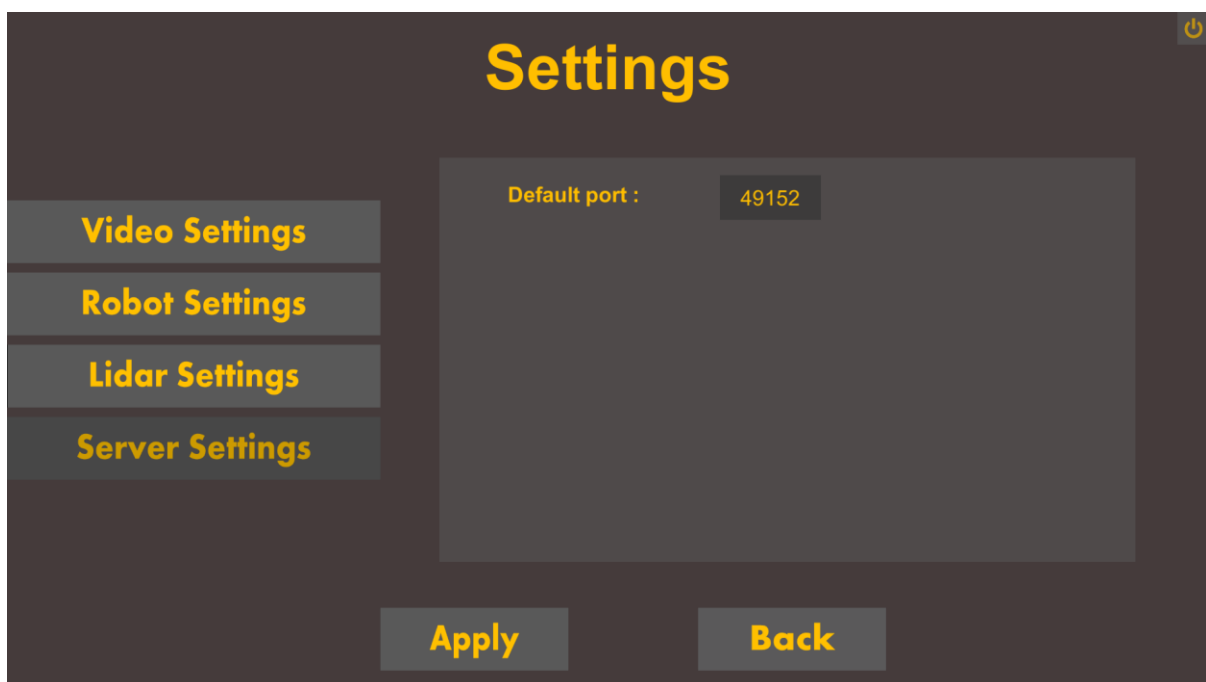 Settings
Video Settings
Robot Settings
Lidar Settings
Server Settings
Default port :
49152
Apply
Back